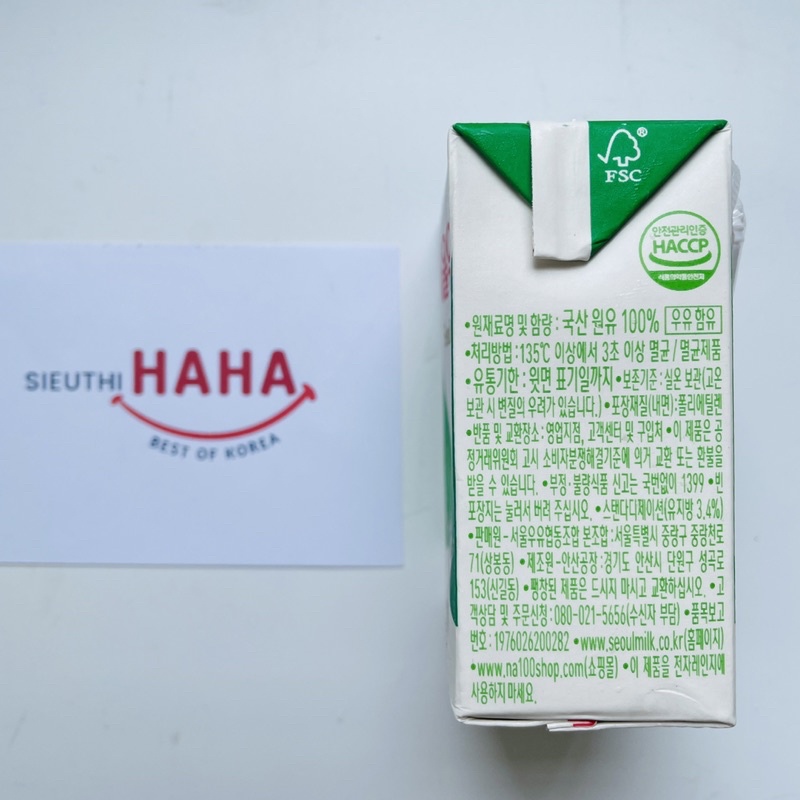 SIEUTHI HAHA
BEST OF KOREA
FSC®
안전관리인증
HACCP
식품의약품안전처
•원재료명 및 함량 : 국산 원유 100% 우유 함유
•처리방법 : 135℃ 이상에서 3초 이상 멸균 / 멸균제품
•유통기한 : 윗면 표기일까지 •보존기준 : 실온 보관(고온
보관 시 변질의 우려가 있습니다.) •포장재질(내면):폴리에틸렌
•반품 및 교환장소 : 영업지점, 고객센터 및 구입처 •이 제품은 공
정거래위원회 고시 소비자분쟁해결기준에 의거 교환 또는 환불을
받을 수 있습니다. •부정·불량식품 신고는 국번없이 1399 •빈
포장지는 눌러서 버려 주십시오. •스탠다디제이션(유지방 3.4%)
•판매원 - 서울우유협동조합 본조합 : 서울특별시 중랑구 중랑천로
71(상봉동) •제조원-안산공장 : 경기도 안산시 단원구 성곡로
153(신길동) •팽창된 제품은 드시지 마시고 교환하십시오. •고
객상담 및 주문신청 : 080-021-5656(수신자 부담) •품목보고
번호 : 1976026200282 •www.seoulmilk.co.kr(홈페이지)
•www.na100shop.com(쇼핑몰) •이 제품을 전자레인지에
사용하지 마세요.